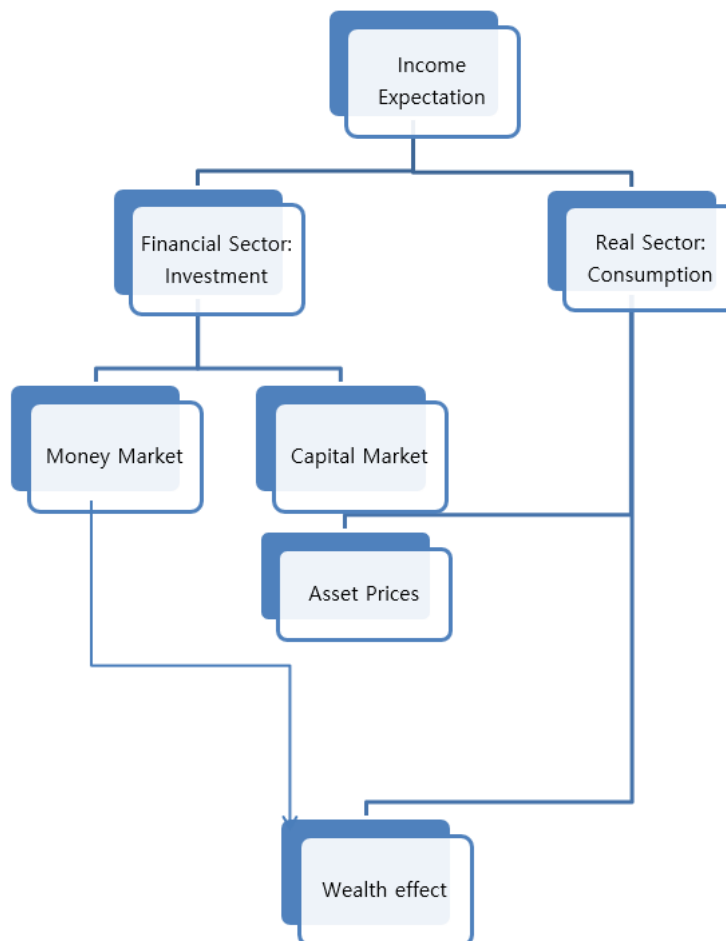 Income
Expectation
Financial Sector:
Investment
Real Sector:
Consumption
Money Market
Capital Market
Asset Prices
Wealth effect